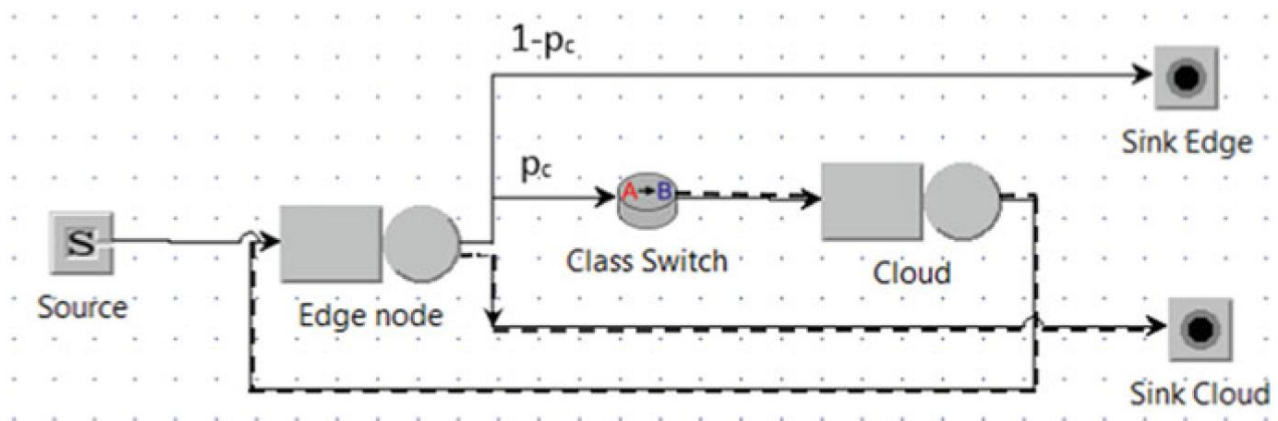 1-pc
Sink Edge
pc
A→B
S
Class Switch
Cloud
Source
Edge node
Sink Cloud